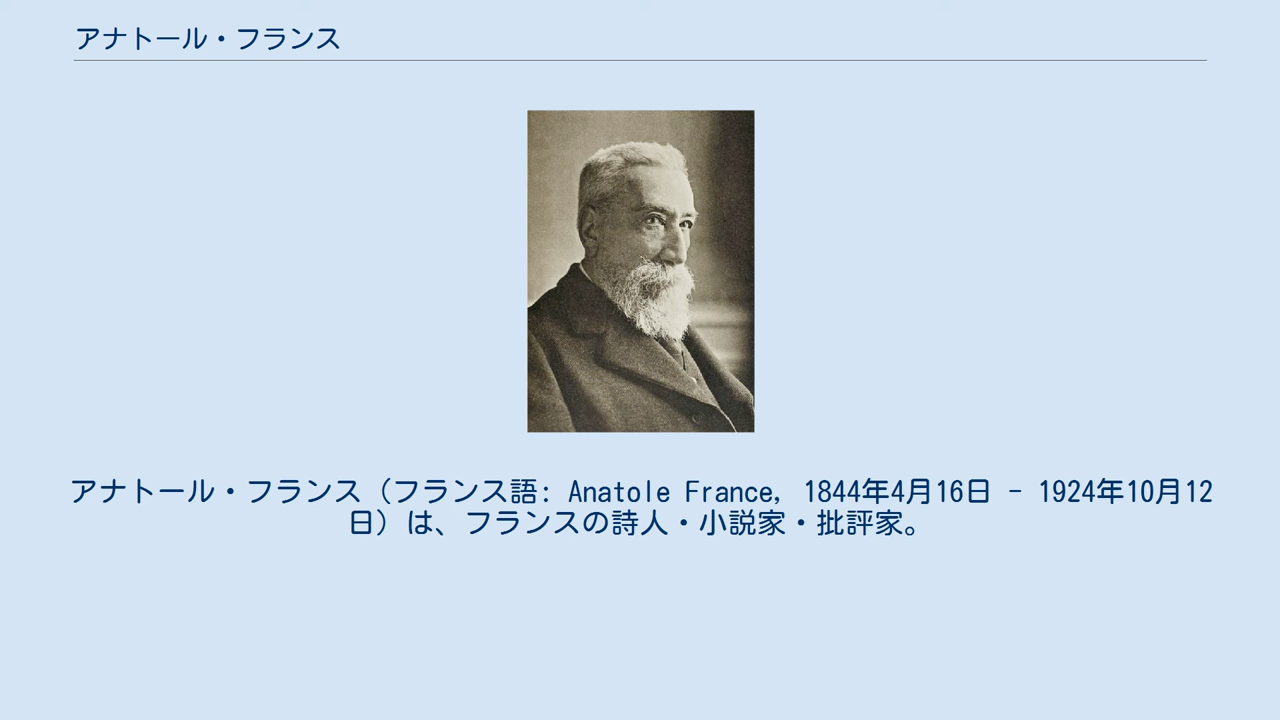 アナトール・フランス
アナトール・フランス（フランス語: Anatole France, 1844年4月16日 - 1924年10月12
日）は、フランスの詩人・小説家・批評家。